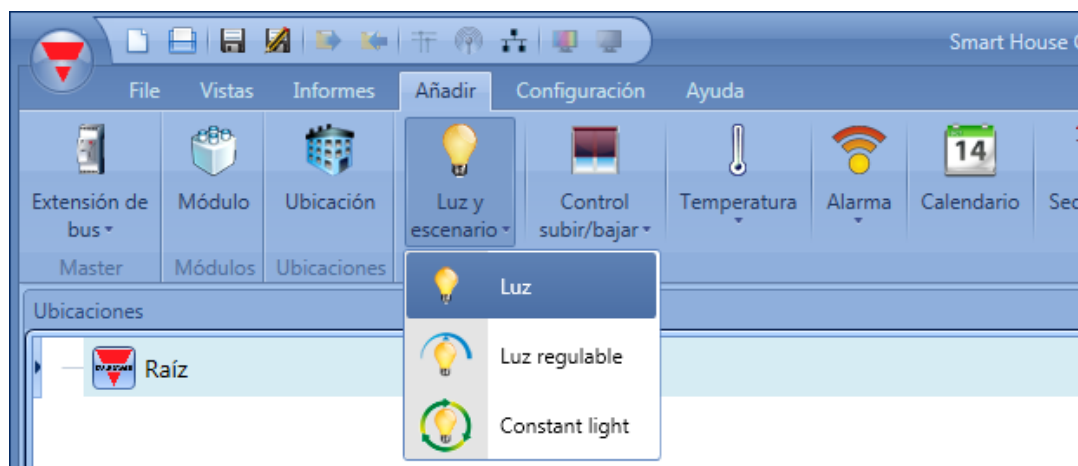 Smart House
File Vistas Informes Añadir Configuración Ayuda
14
Extensión de bus
Módulo
Ubicación
Luz y escenario
Control subir/bajar
Temperatura
Alarma
Calendario
Master
Módulos
Ubicaciones
Luz
Ubicaciones
Raíz
Luz regulable
Constant light